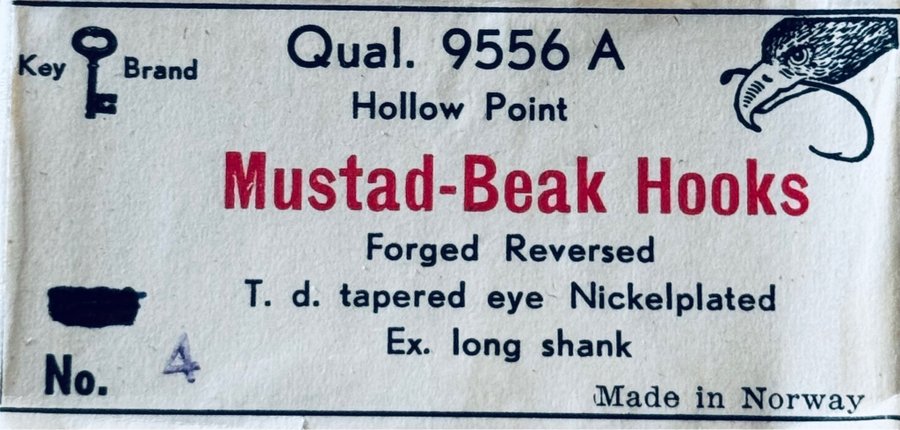 Key Brand
Qual. 9556 A
Hollow Point
Mustad-Beak Hooks
Forged Reversed
T. d. tapered eye Nickelplated
Ex. long shank
No. 4
Made in Norway